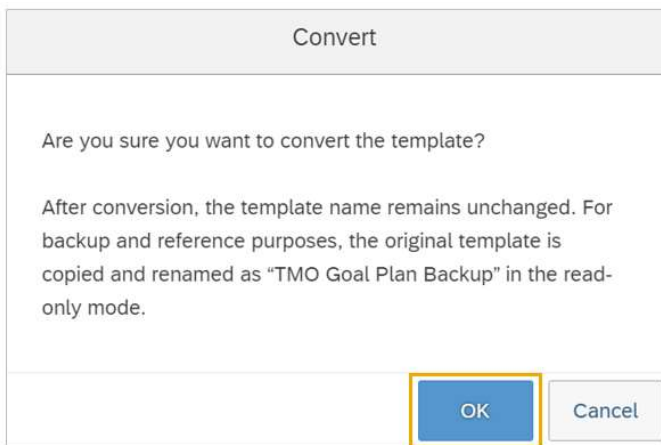 Convert
Are you sure you want to convert the template?
After conversion, the template name remains unchanged. For
backup and reference purposes, the original template is
copied and renamed as “TMO Goal Plan Backup” in the read-
only mode.
OK Cancel